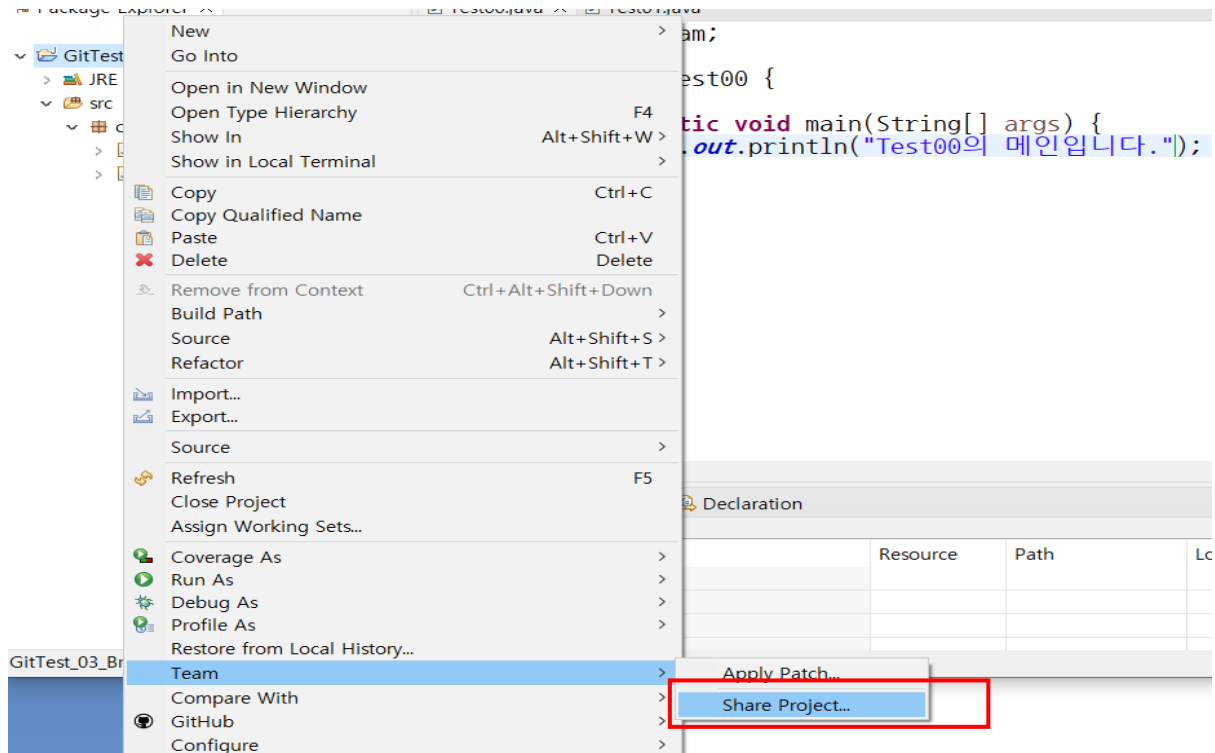 Package Explorer × Test00.java × Test01.java
New >
Go Into
Open in New Window
Open Type Hierarchy F4
Show In Alt+Shift+W >
Show in Local Terminal >
Copy Ctrl+C
Copy Qualified Name
Paste Ctrl+V
Delete Delete
Remove from Context Ctrl+Alt+Shift+Down
Build Path >
Source Alt+Shift+S >
Refactor Alt+Shift+T >
Import...
Export...
Source >
Refresh F5
Close Project
Assign Working Sets...
Coverage As >
Run As >
Debug As >
Profile As >
Restore from Local History...
Team >
Compare With >
GitHub >
Configure >
Apply Patch...
Share Project...
GitTest
JRE
src
GitTest_03_Br
am;
est00 {
tic void main(String[] args) {
.out.println("Test00의 메인입니다.");
Declaration
Resource Path Lo